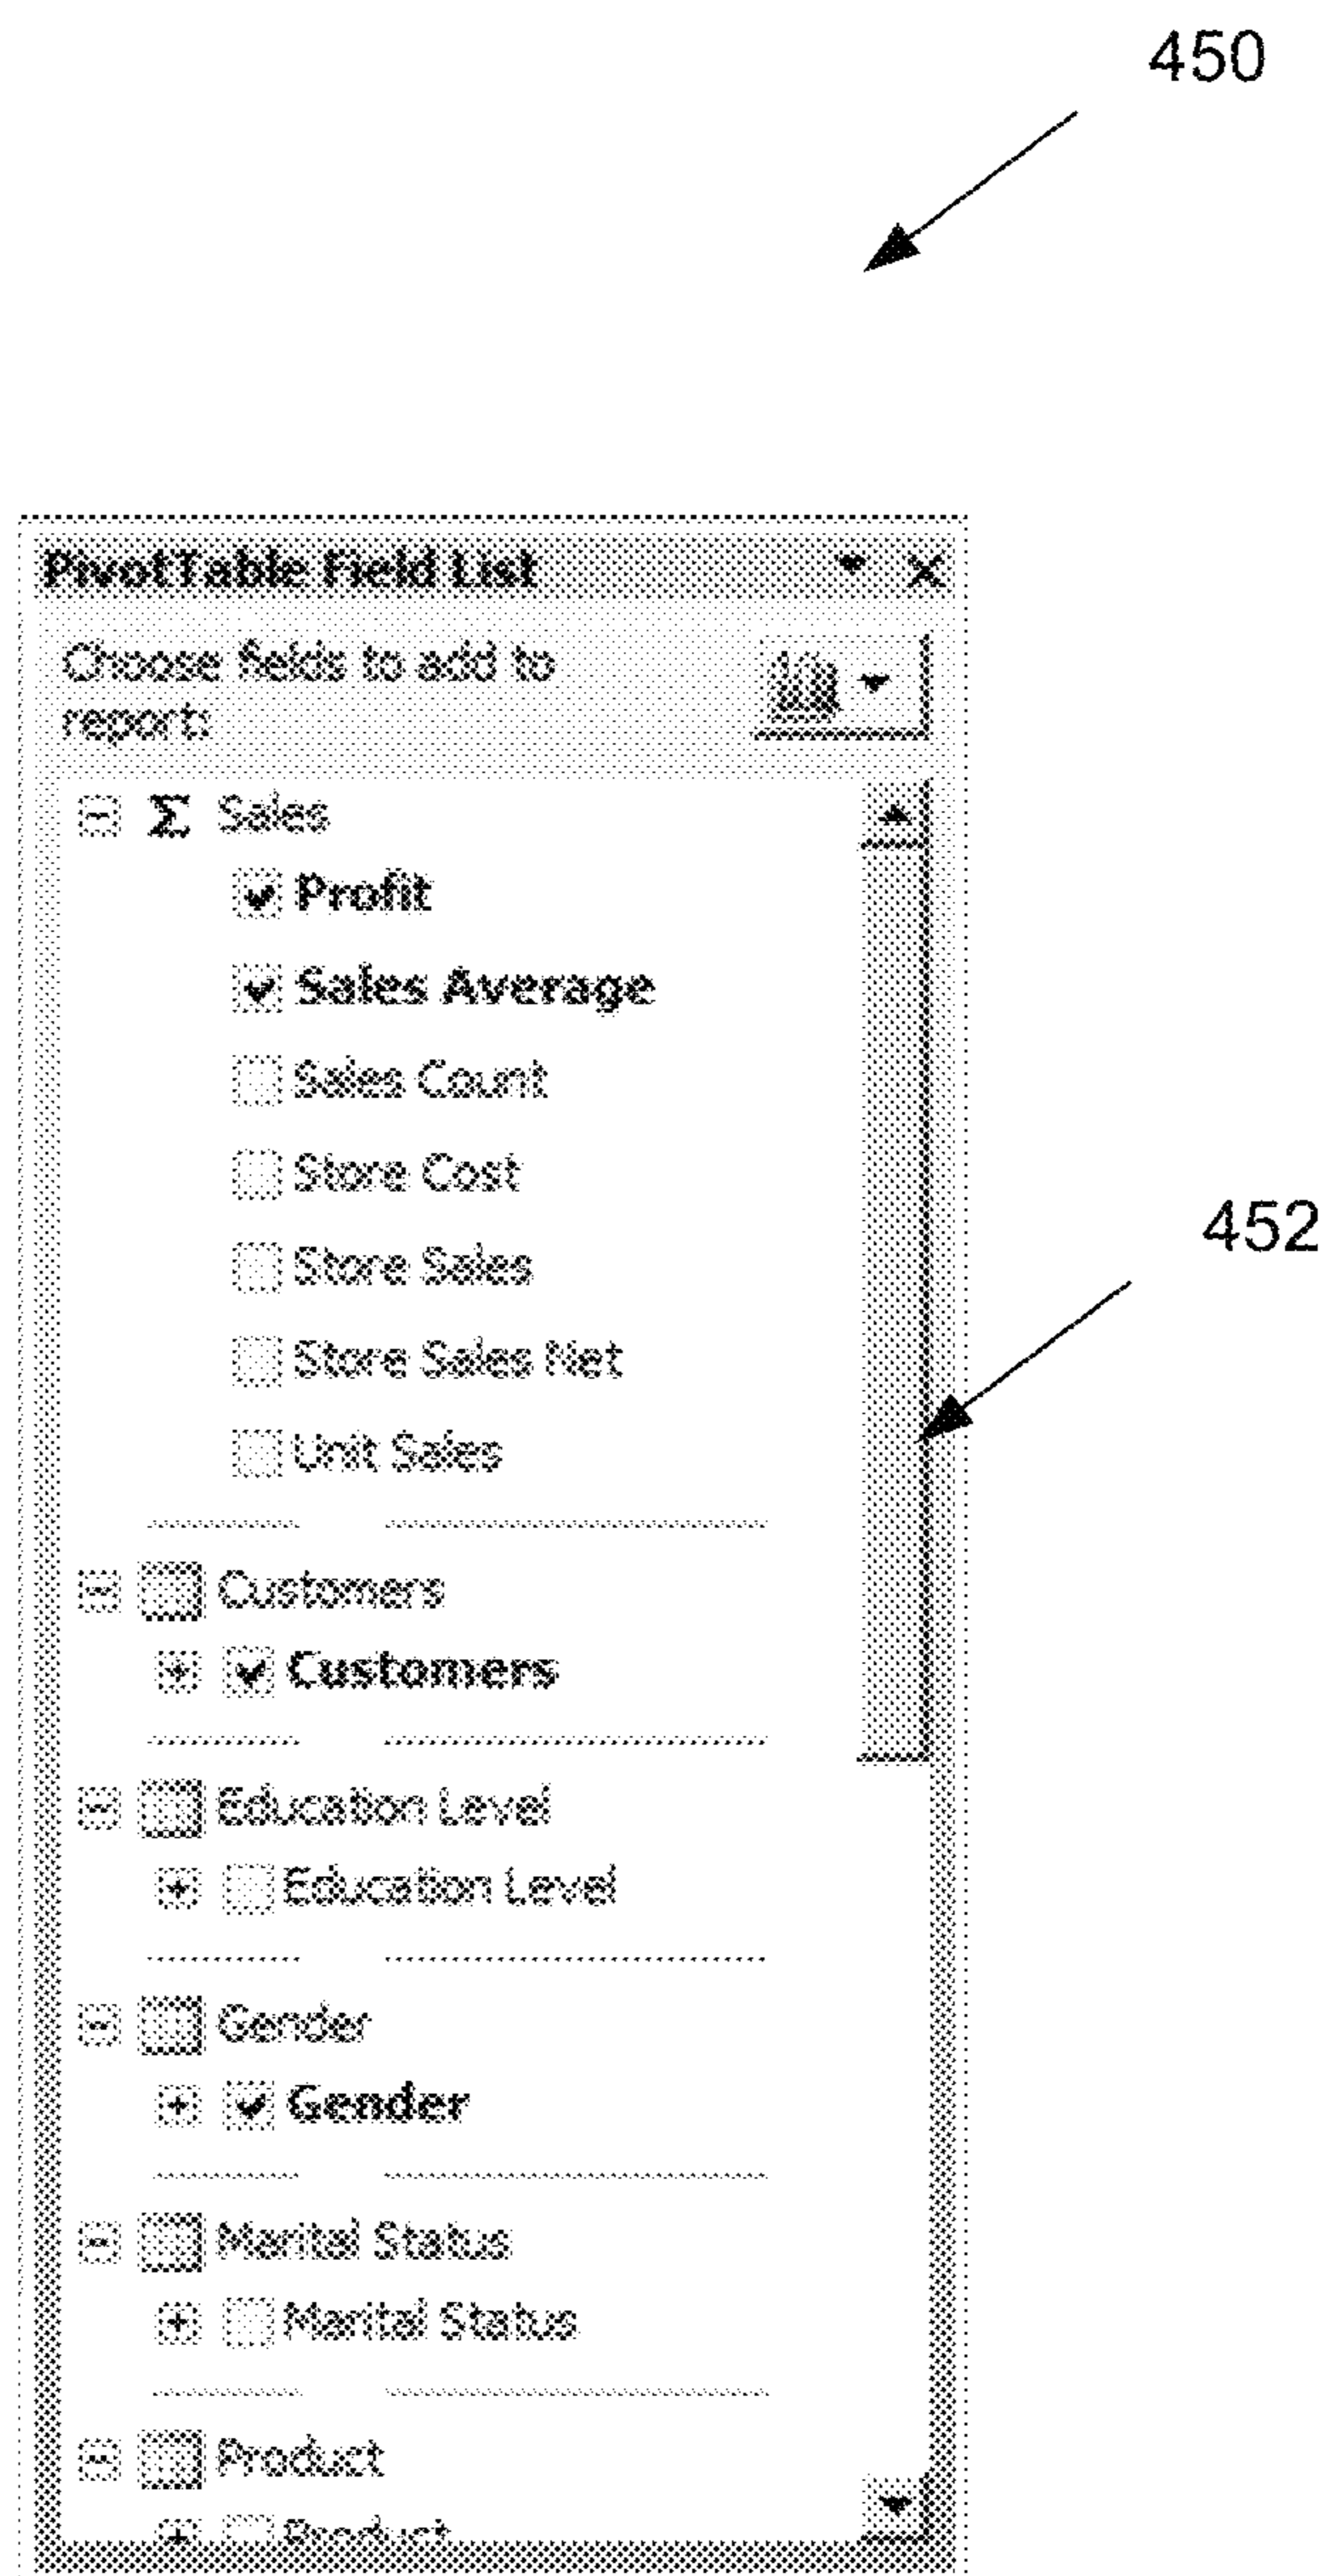 450
PivotTable Field List
Choose fields to add to
report:
Σ Sales
Profit
Sales Average
Sales Count
Store Cost
Store Sales
Store Sales Net
Unit Sales
452
Customers
Customers
Education Level
Education Level
Gender
Gender
Marital Status
Marital Status
Product
Product